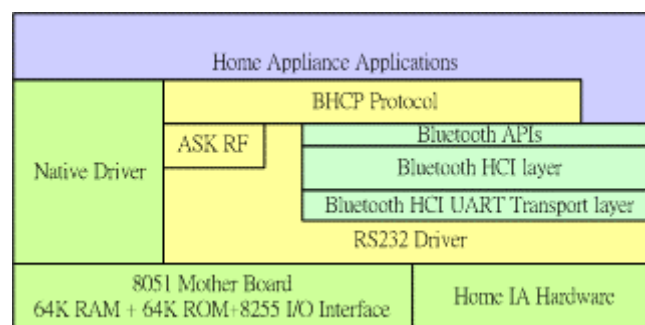 Home Appliance Applications
BHCP Protocol
ASK RF
Bluetooth APIs
Native Driver
Bluetooth HCI layer
Bluetooth HCI UART Transport layer
RS232 Driver
8051 Mother Board
64K RAM + 64K ROM+8255 I/O Interface
Home IA Hardware